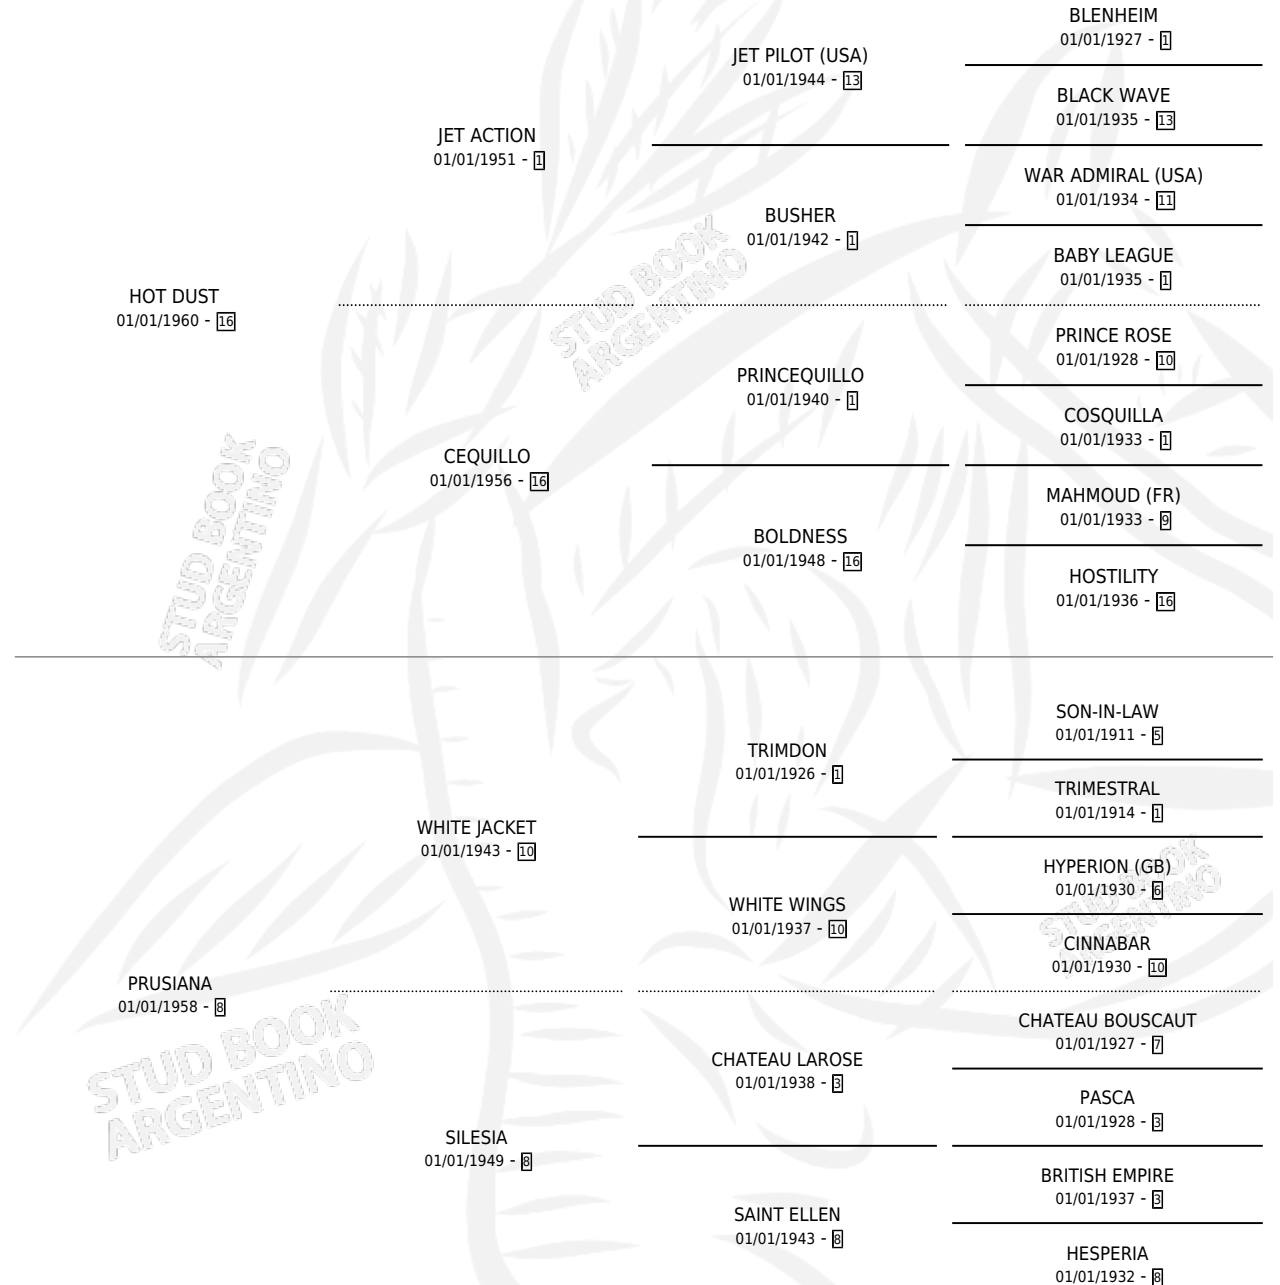 BLENHEIM
01/01/1927 - 1
JET PILOT (USA)
01/01/1944 - 13
BLACK WAVE
01/01/1935 - 13
JET ACTION
01/01/1951 - 1
WAR ADMIRAL (USA)
01/01/1934 - 11
BUSHER
01/01/1942 - 1
BABY LEAGUE
01/01/1935 - 1
HOT DUST
01/01/1960 - 16
PRINCE ROSE
01/01/1928 - 10
PRINCEQUILLO
01/01/1940 - 1
COSQUILLA
01/01/1933 - 1
CEQUILLO
01/01/1956 - 16
MAHMOUD (FR)
01/01/1933 - 9
BOLDNESS
01/01/1948 - 16
HOSTILITY
01/01/1936 - 16
SON-IN-LAW
01/01/1911 - 5
TRIMDON
01/01/1926 - 1
TRIMESTRAL
01/01/1914 - 1
WHITE JACKET
01/01/1943 - 10
HYPERION (GB)
01/01/1930 - 6
WHITE WINGS
01/01/1937 - 10
CINNABAR
01/01/1930 - 10
PRUSIANA
01/01/1958 - 8
CHATEAU BOUSCAUT
01/01/1927 - 7
CHATEAU LAROSE
01/01/1938 - 3
PASCA
01/01/1928 - 3
SILESIA
01/01/1949 - 8
BRITISH EMPIRE
01/01/1937 - 3
SAINT ELLEN
01/01/1943 - 8
HESPERIA
01/01/1932 - 8
STUD BOOK
ARGENTINO
STUD BOOK
ARGENTINO
STUD BOOK
ARGENTINO
STUD BOOK
ARGENTINO